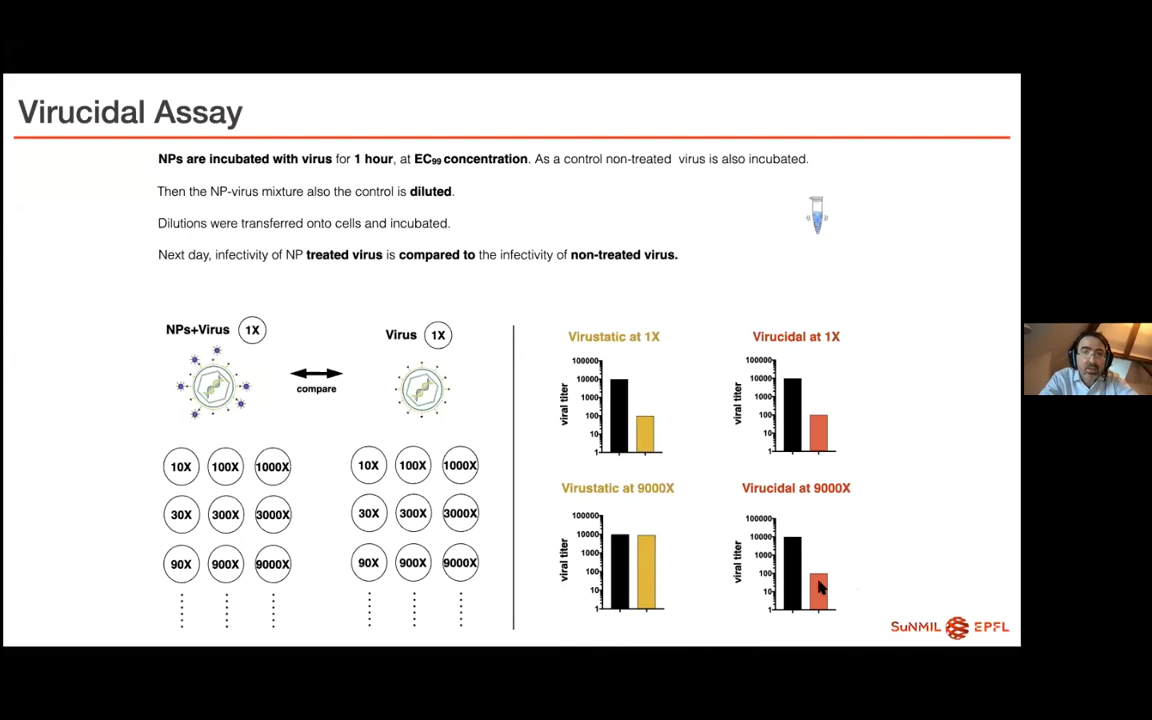 Virucidal Assay
NPs are incubated with virus for 1 hour, at EC99 concentration. As a control non-treated virus is also incubated.
Then the NP-virus mixture also the control is diluted.
Dilutions were transferred onto cells and incubated.
Next day, infectivity of NP treated virus is compared to the infectivity of non-treated virus.
NPs+Virus 1X
Virus 1X
compare
10X 100X 1000X
30X 300X 3000X
90X 900X 9000X
10X 100X 1000X
30X 300X 3000X
90X 900X 9000X
Virustatic at 1X
viral titer
100000
10000
1000
100
10
1
Virucidal at 1X
viral titer
100000
10000
1000
100
10
1
Virustatic at 9000X
viral titer
100000
10000
1000
100
10
1
Virucidal at 9000X
viral titer
100000
10000
1000
100
10
1
SuNMIL EPFL